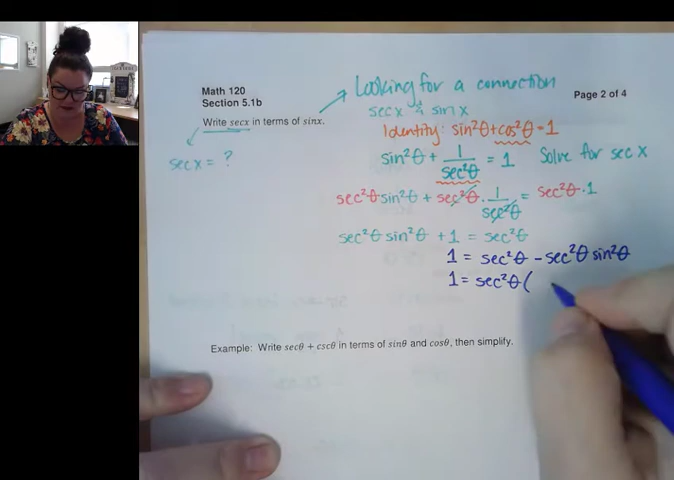 Math 120
Section 5.1b
Page 2 of 4
Write secx in terms of sinx.
Looking for a connection
secx & sinx
secx = ?
Identity: sin²θ+cos²θ=1
sin²θ + 1/sec²θ = 1 Solve for secx
sec²θ sin²θ + sec²θ · 1/sec²θ = sec²θ · 1
sec²θ sin²θ + 1 = sec²θ
1 = sec²θ - sec²θ sin²θ
1 = sec²θ (
Example: Write secθ + cscθ in terms of sinθ and cosθ, then simplify.